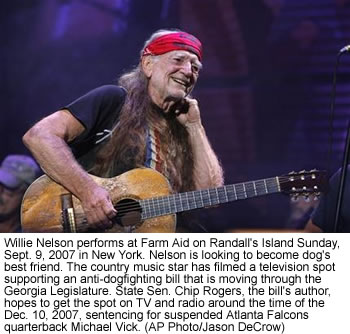 Willie Nelson performs at Farm Aid on Randall's Island Sunday,
Sept. 9, 2007 in New York. Nelson is looking to become dog's
best friend. The country music star has filmed a television spot
supporting an anti-dogfighting bill that is moving through the
Georgia Legislature. State Sen. Chip Rogers, the bill's author,
hopes to get the spot on TV and radio around the time of the
Dec. 10, 2007, sentencing for suspended Atlanta Falcons
quarterback Michael Vick. (AP Photo/Jason DeCrow)